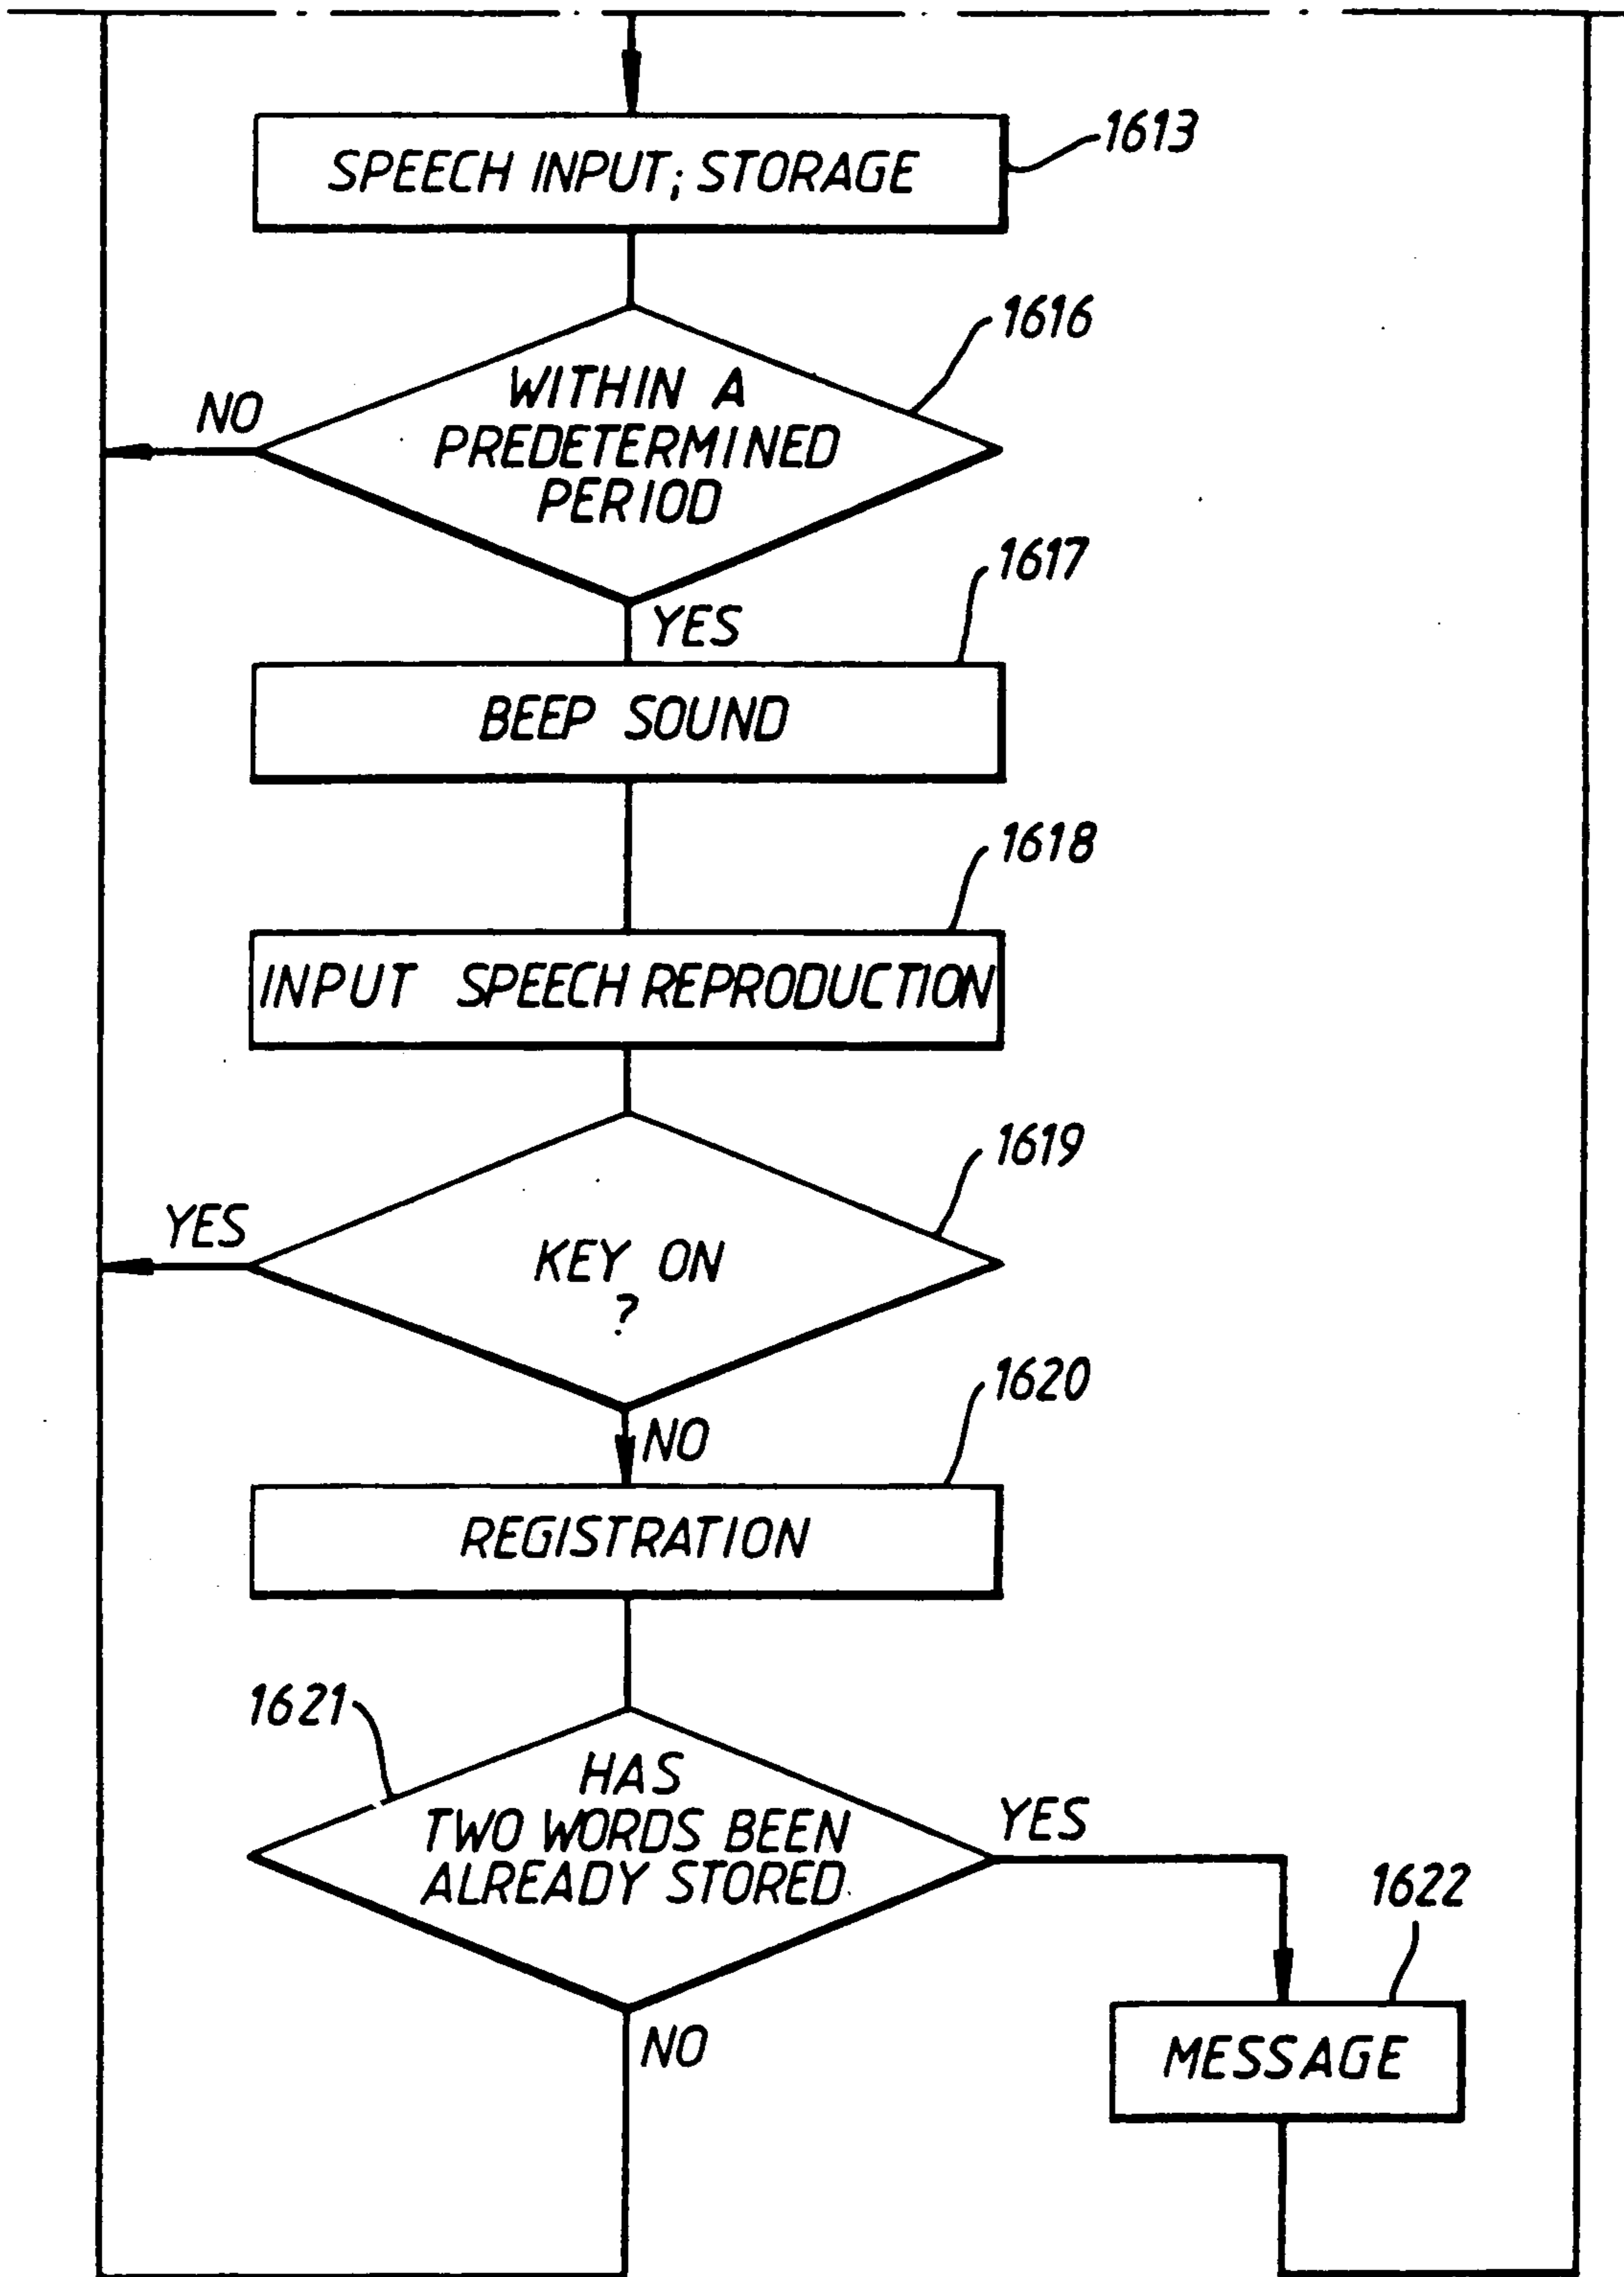 SPEECH INPUT; STORAGE
1613
1616
WITHIN A
PREDETERMINED
PERIOD
NO
YES
1617
BEEP SOUND
1618
INPUT SPEECH REPRODUCTION
1619
YES
KEY ON
?
NO
1620
REGISTRATION
1621
HAS
TWO WORDS BEEN
ALREADY STORED
YES
1622
NO
MESSAGE